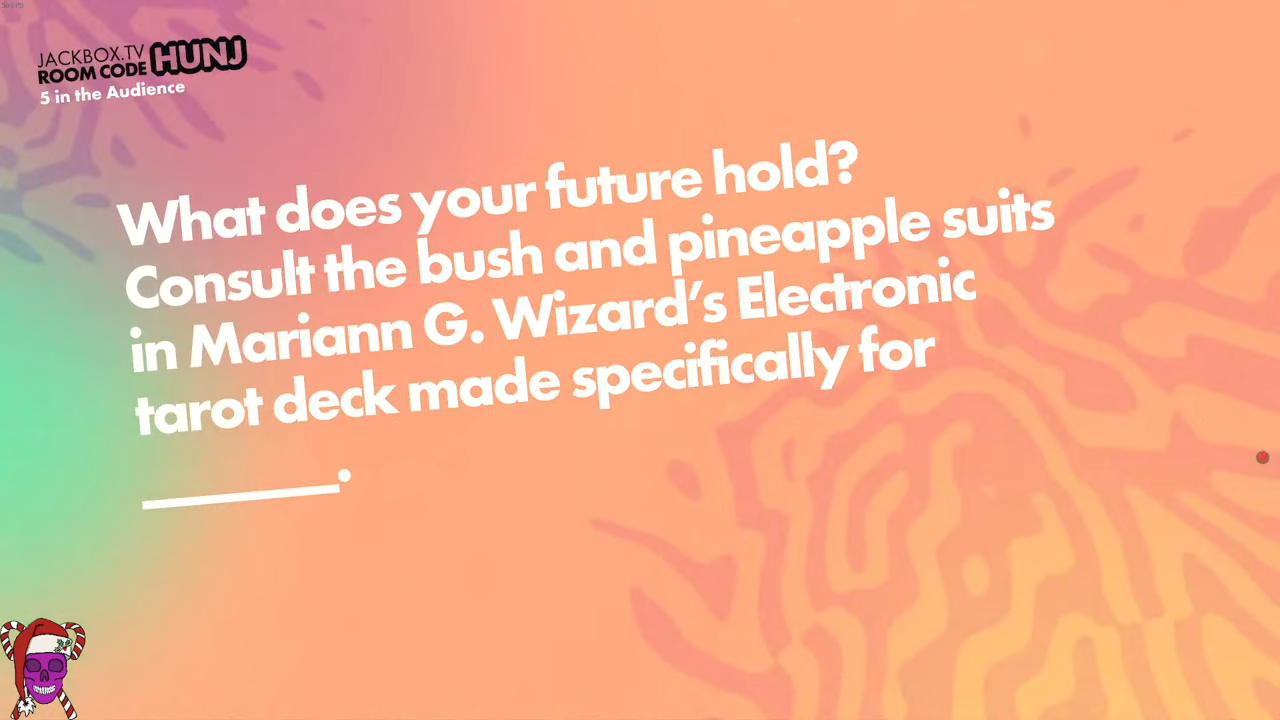 JACKBOX.TV
ROOM CODE HUNJ
5 in the Audience
What does your future hold?
Consult the bush and pineapple suits
in Mariann G. Wizard's Electronic
tarot deck made specifically for
_______.